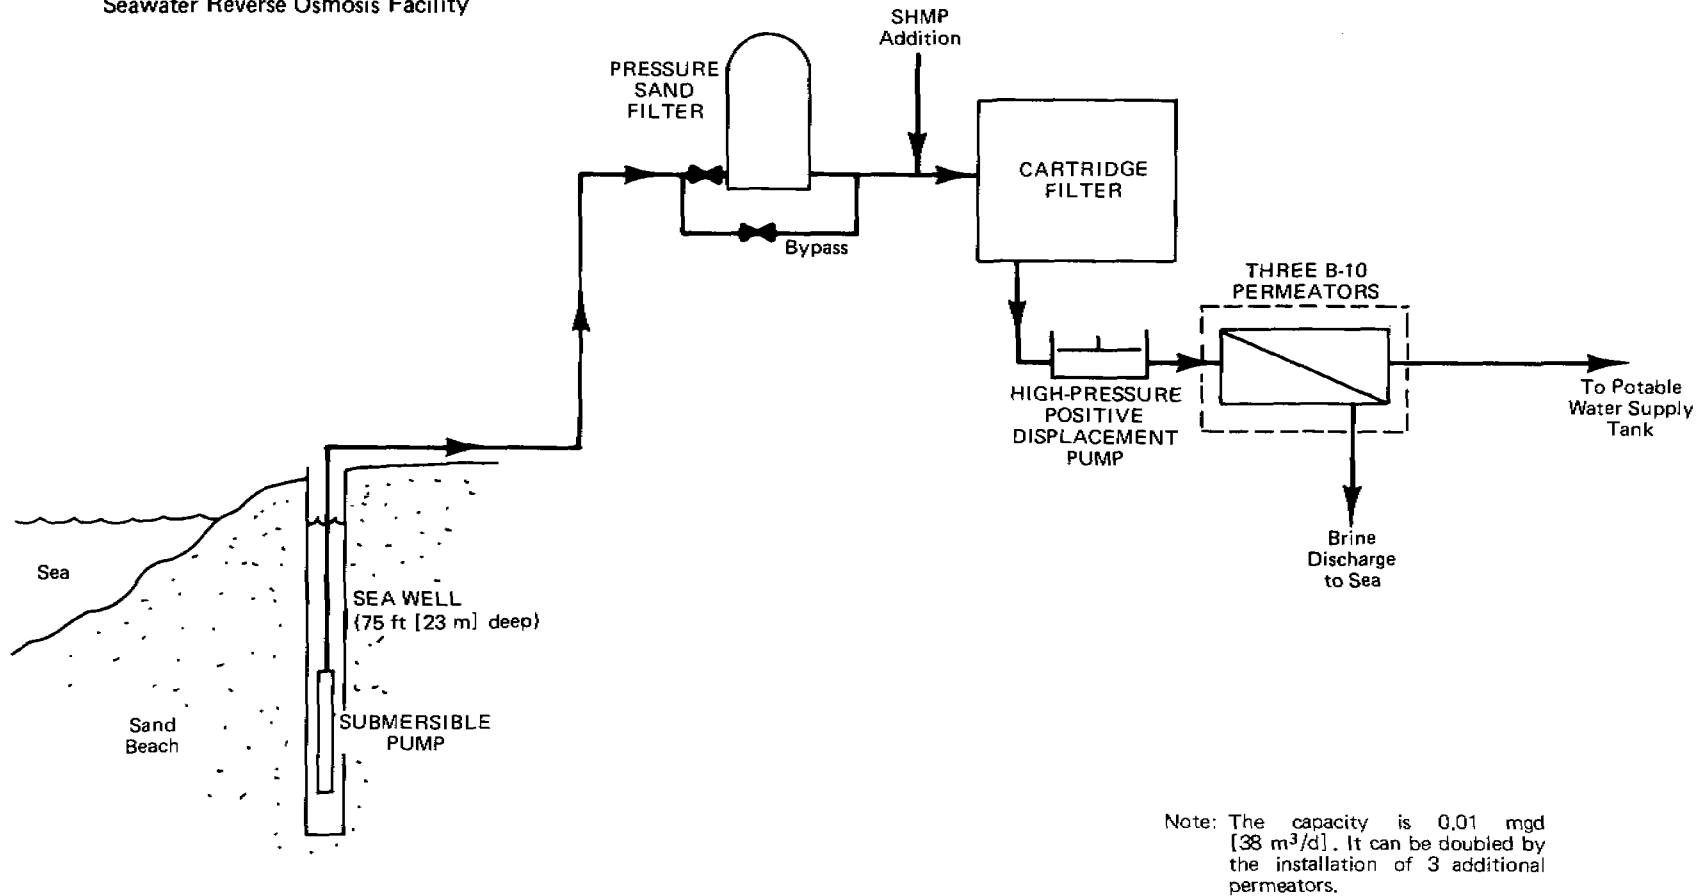 Seawater Reverse Osmosis Facility
SHMP
Addition
PRESSURE
SAND
FILTER
CARTRIDGE
FILTER
Bypass
THREE B-10
PERMEATORS
HIGH-PRESSURE
POSITIVE
DISPLACEMENT
PUMP
To Potable
Water Supply
Tank
Brine
Discharge
to Sea
Sea
SEA WELL
(75 ft [23 m] deep)
Sand
Beach
SUBMERSIBLE
PUMP
Note: The capacity is 0.01 mgd
[38 m³/d]. It can be doubled by
the installation of 3 additional
permeators.